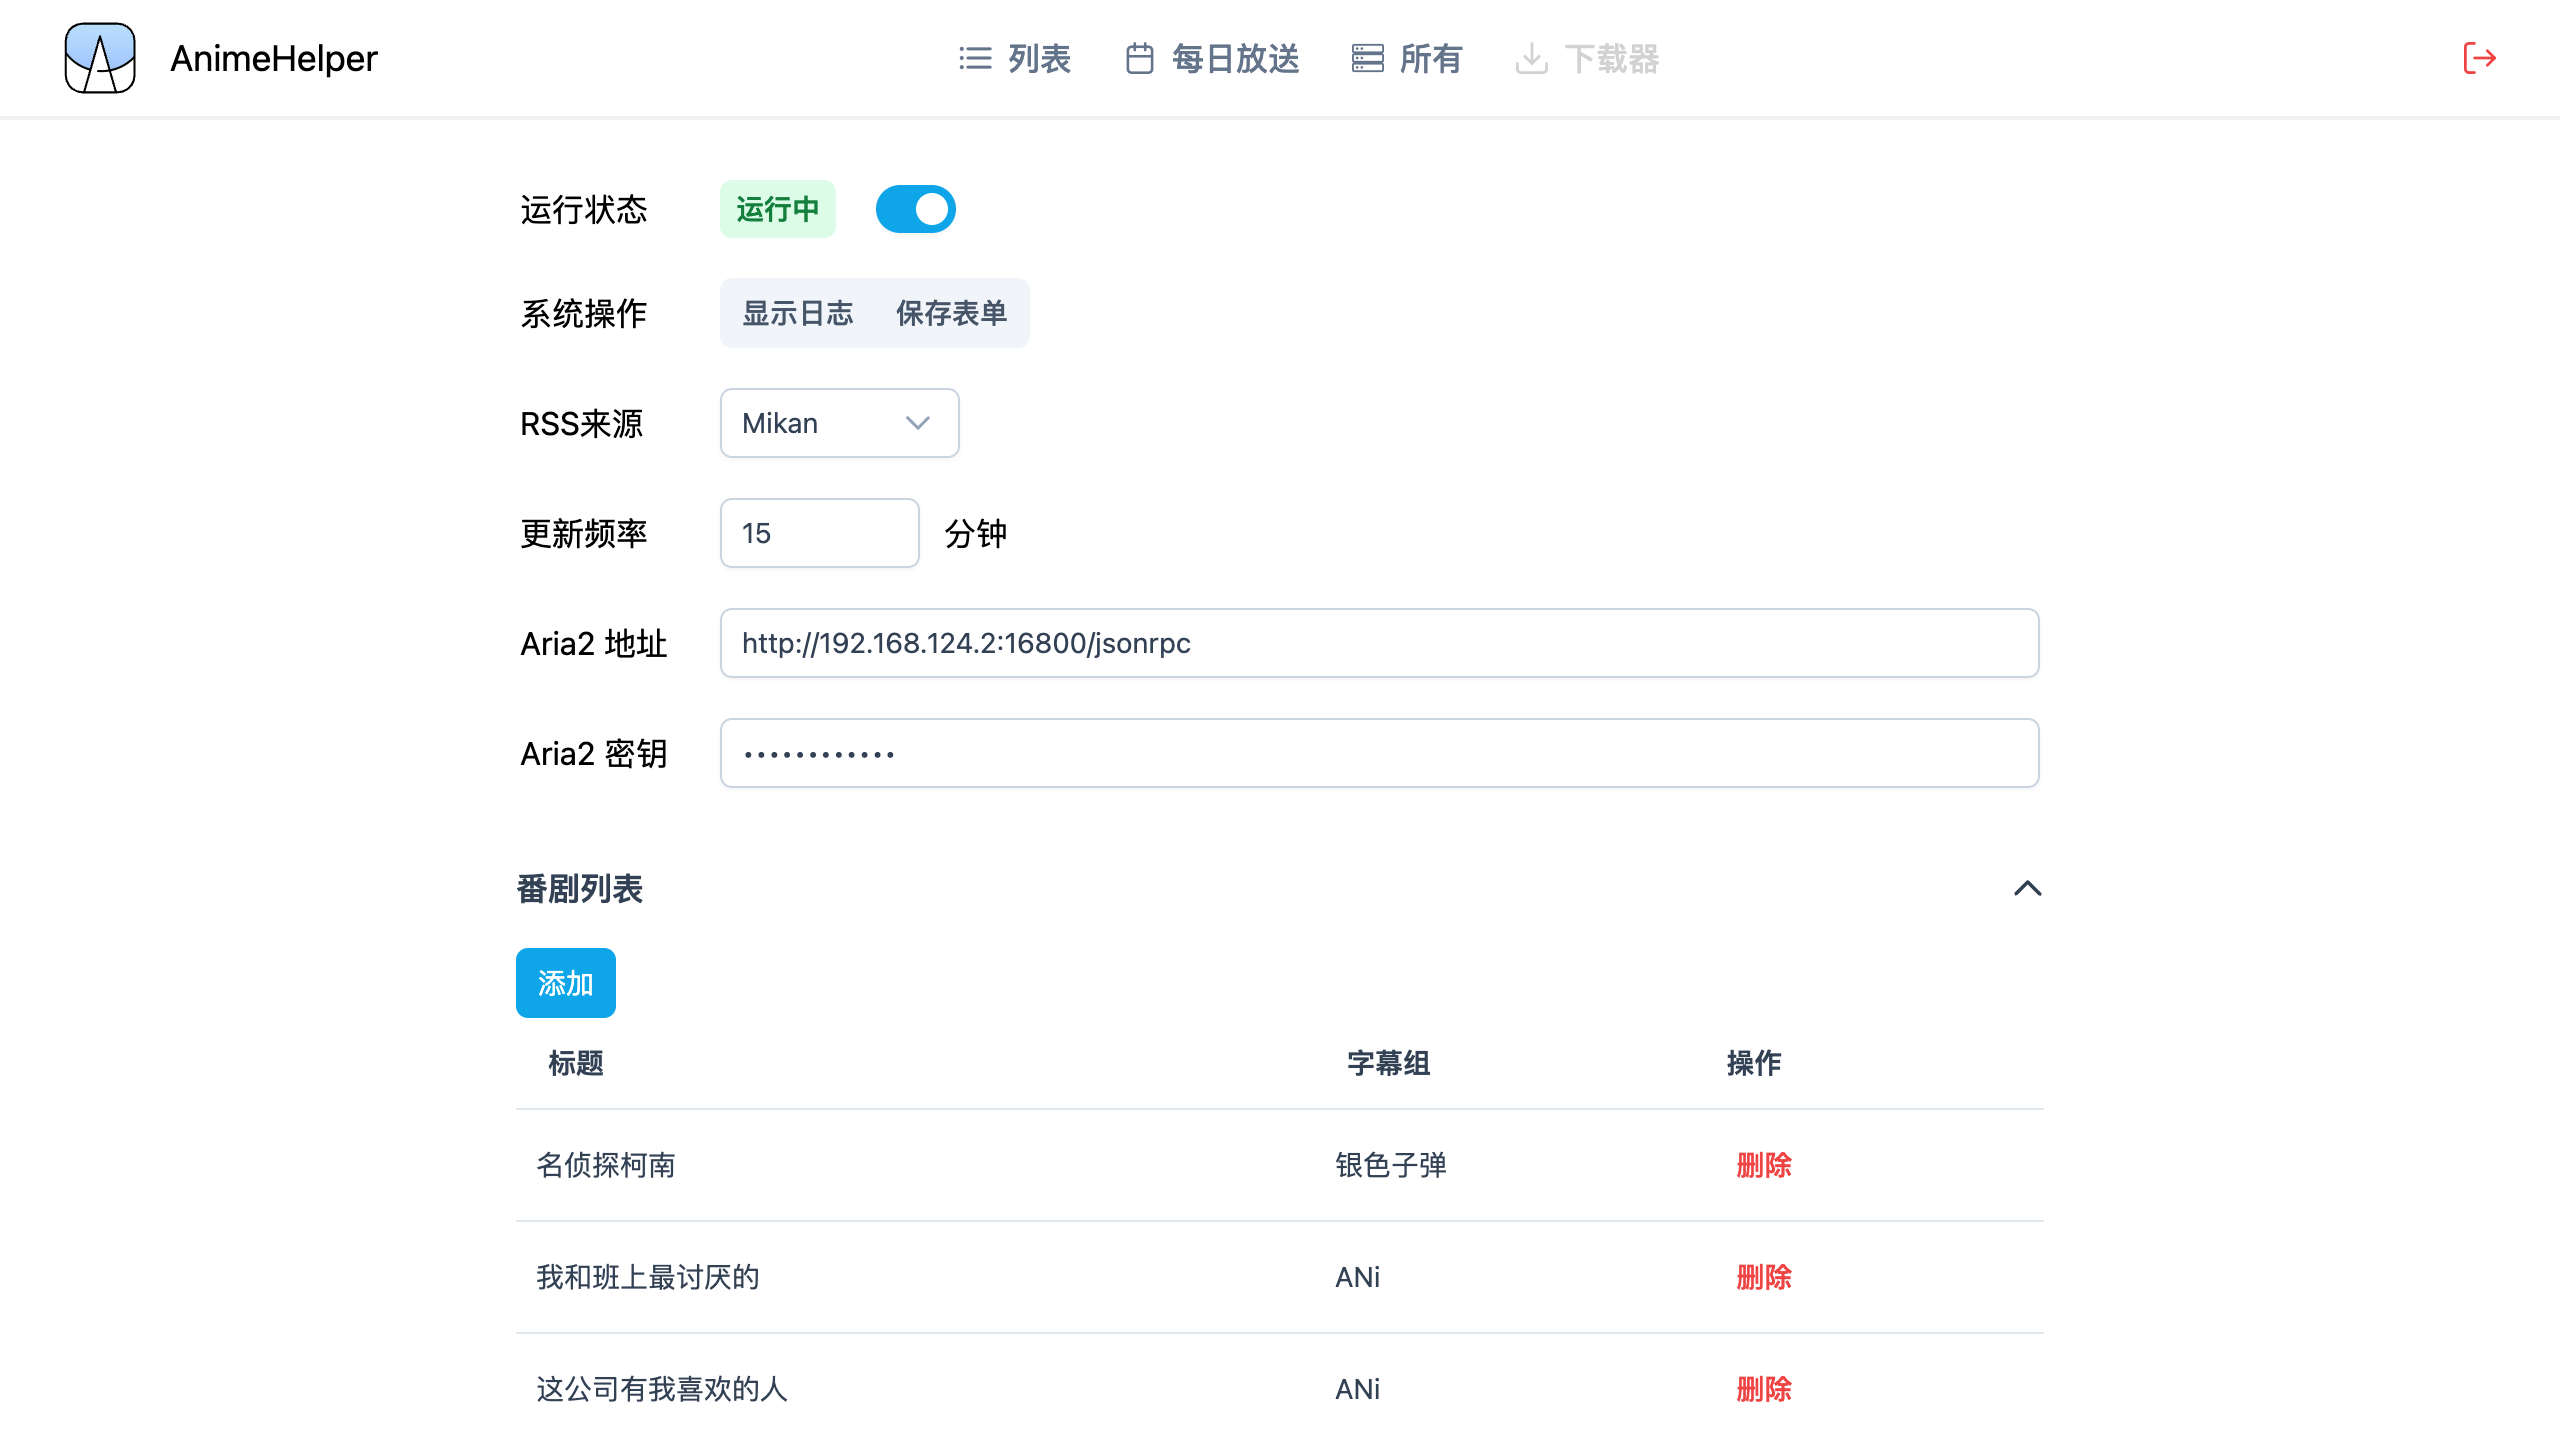 AnimeHelper
列表 每日放送 所有 下载器
运行状态 运行中
系统操作 显示日志 保存表单
RSS来源 Mikan
更新频率 15 分钟
Aria2 地址 http://192.168.124.2:16800/jsonrpc
Aria2 密钥 ••••••••••••
番剧列表
添加
标题 字幕组 操作
名侦探柯南 银色子弹 删除
我和班上最讨厌的 ANi 删除
这公司有我喜欢的人 ANi 删除